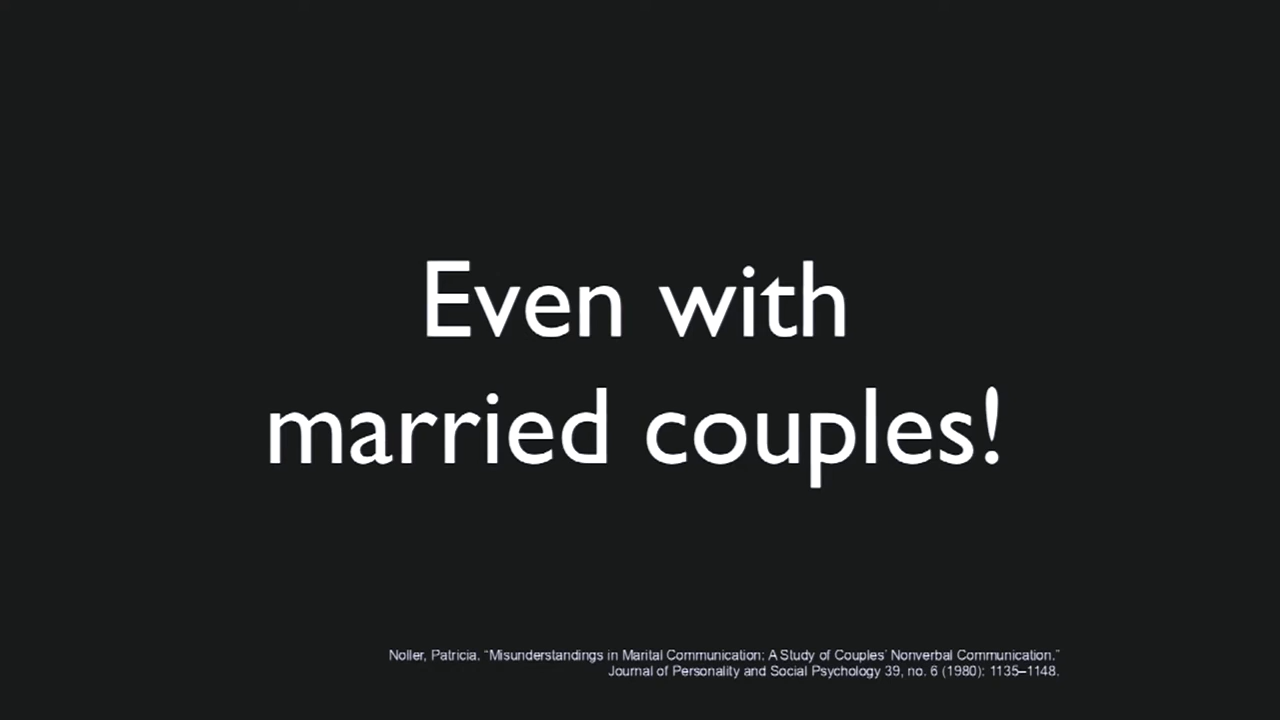 Even with
married couples!
Noller, Patricia. “Misunderstandings in Marital Communication: A Study of Couples’ Nonverbal Communication.”
Journal of Personality and Social Psychology 39, no. 6 (1980): 1135–1148.